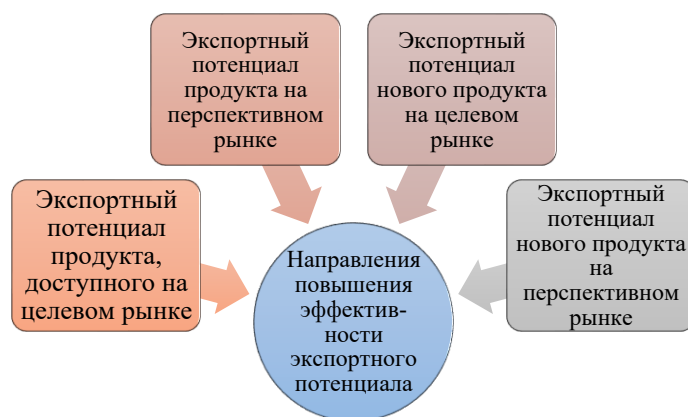 Экспортный
потенциал
продукта на
перспективном
рынке
Экспортный
потенциал
нового продукта
на целевом
рынке
Экспортный
потенциал
продукта,
доступного на
целевом рынке
Экспортный
потенциал
нового продукта
на
перспективном
рынке
Направления
повышения
эффектив-
ности
экспортного
потенциала